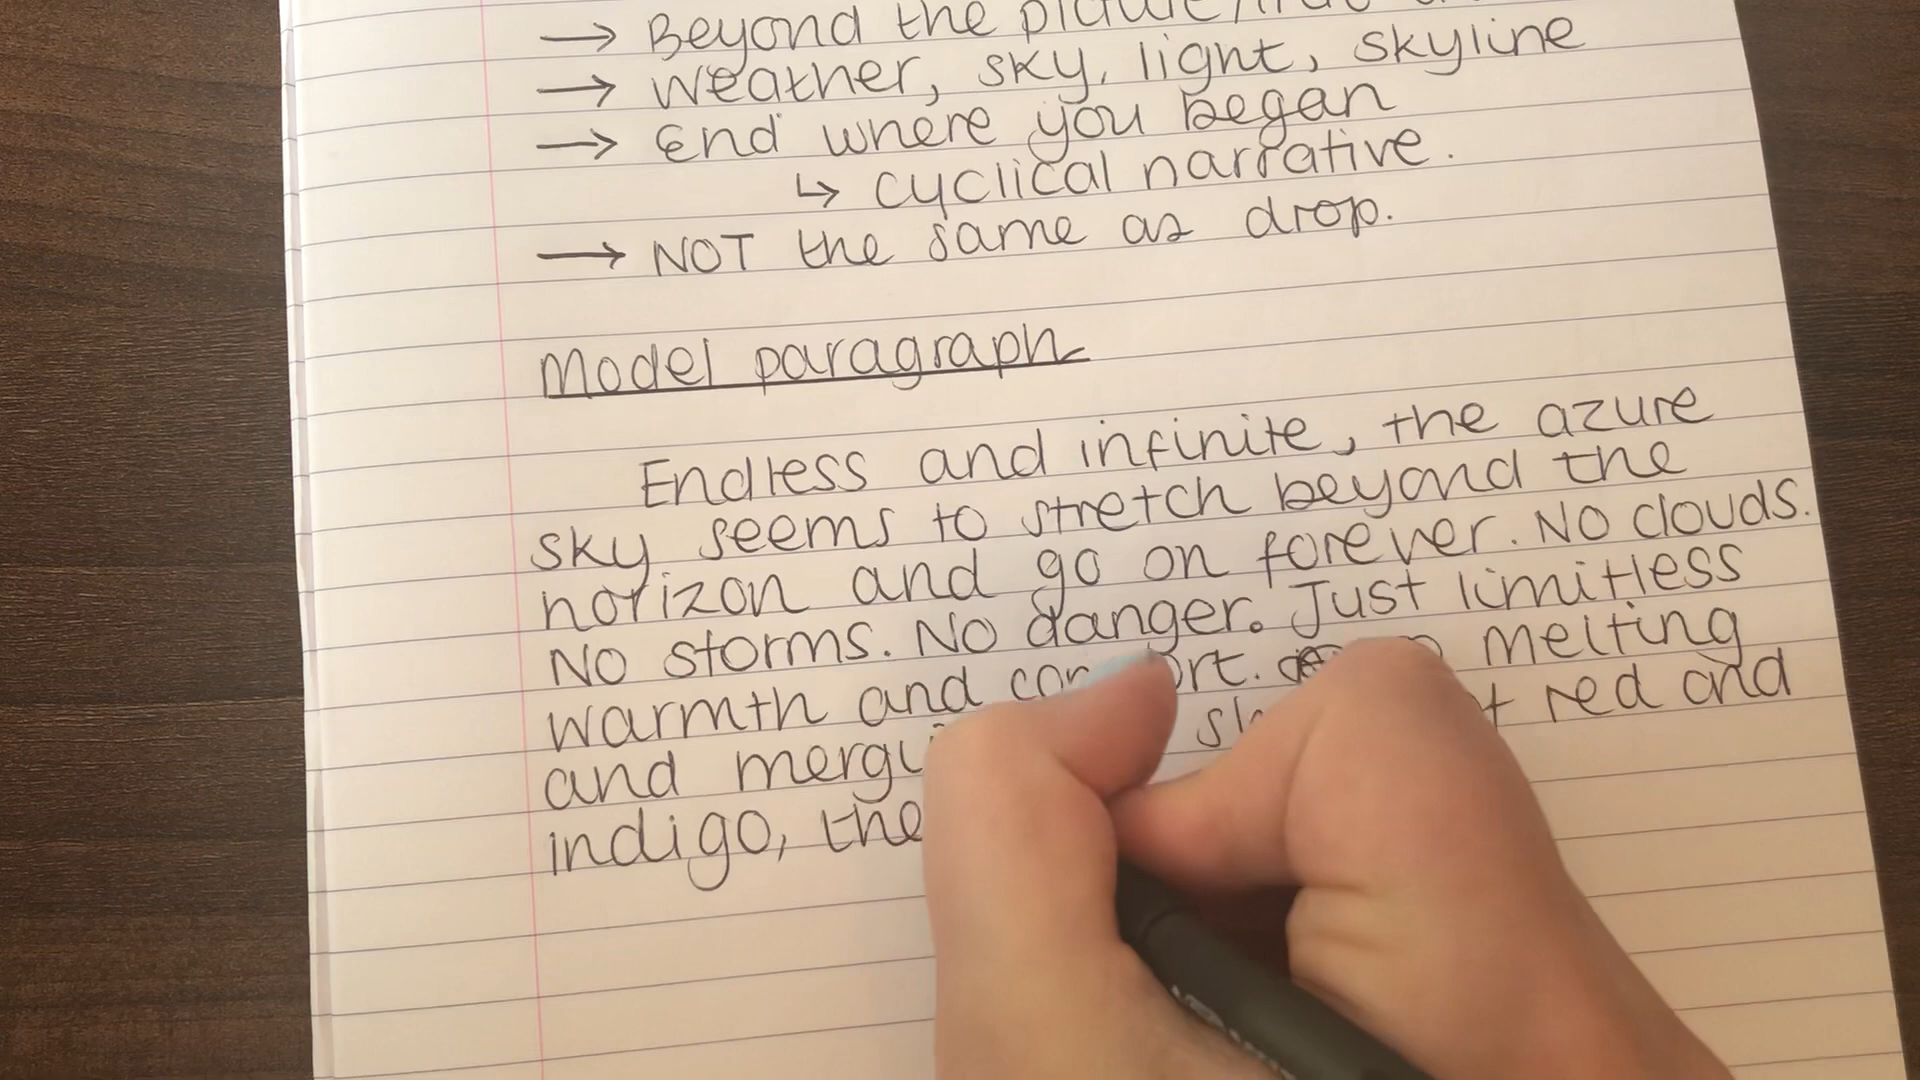 → Beyond the
→ weather, sky, light, skyline
→ End where you began
↳ cyclical narrative.
→ NOT the same as drop.
Model paragraph
Endless and infinite, the azure
sky seems to stretch beyond the
horizon and go on forever. No clouds.
No storms. No danger. Just limitless
warmth and melting
and red and
indigo, the